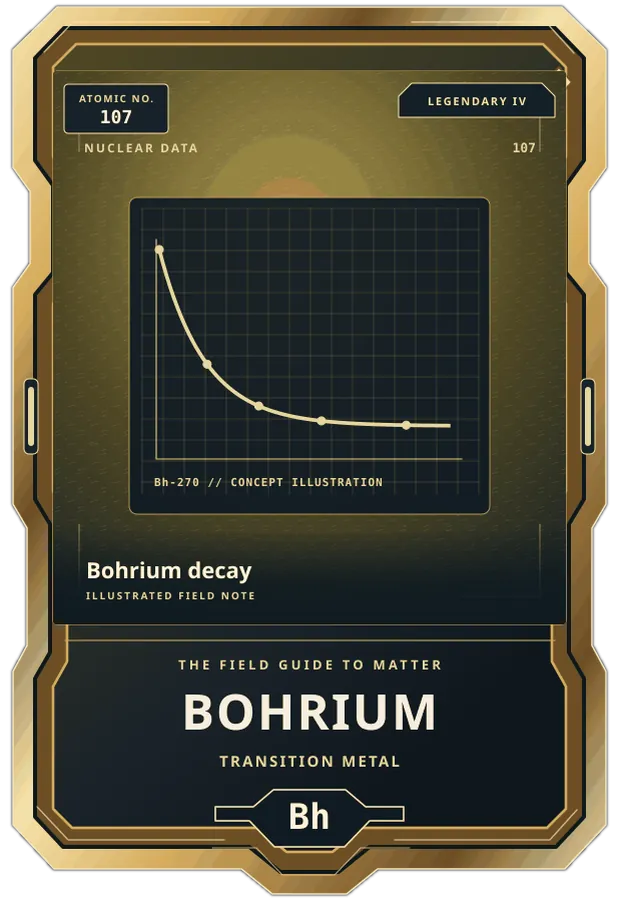 ATOMIC NO.
107
LEGENDARY IV
NUCLEAR DATA
107
Bh-270 // CONCEPT ILLUSTRATION
Bohrium decay
ILLUSTRATED FIELD NOTE
THE FIELD GUIDE TO MATTER
BOHRIUM
TRANSITION METAL
Bh